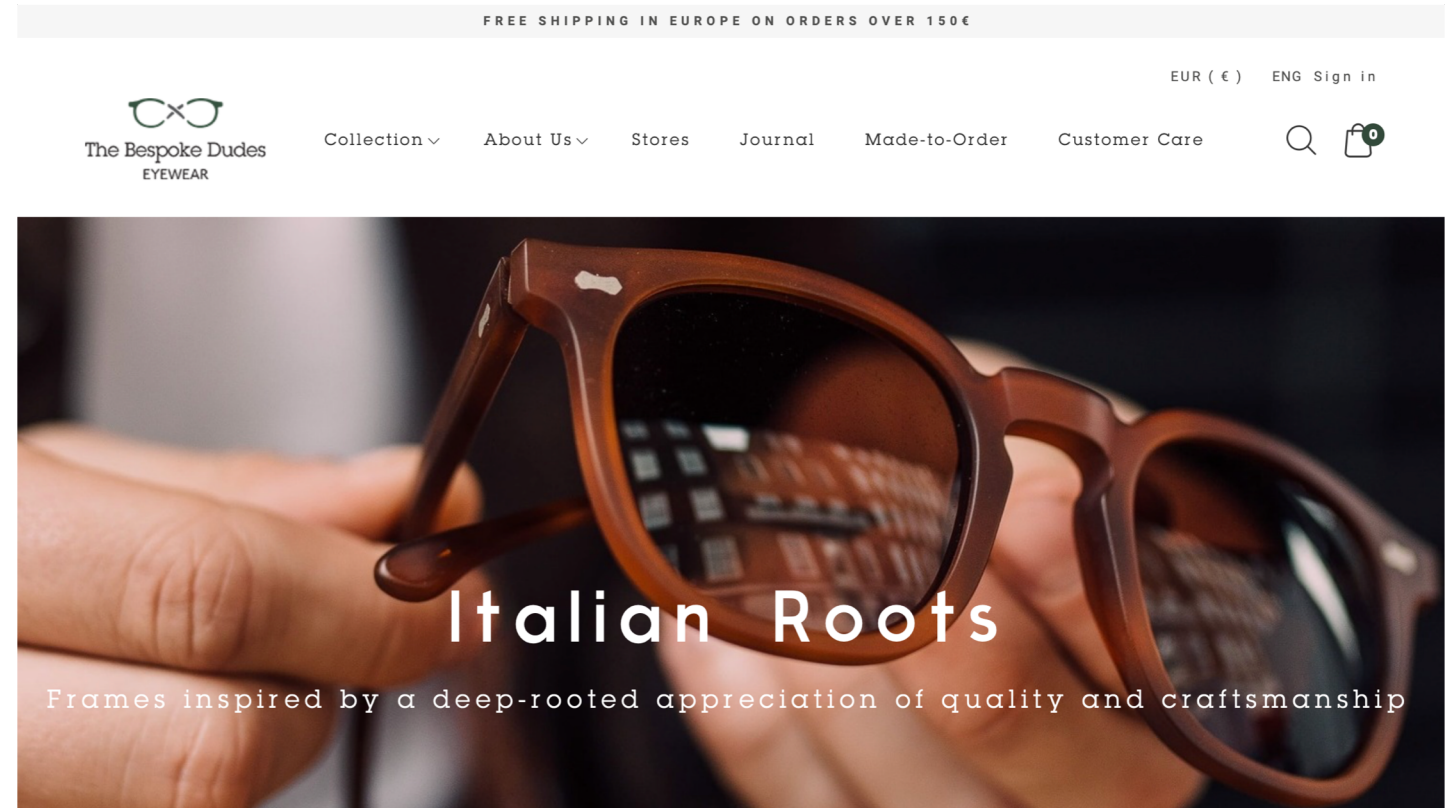 FREE SHIPPING IN EUROPE ON ORDERS OVER 150€
EUR ( € ) ENG Sign in
The Bespoke Dudes
EYEWEAR
Collection About Us Stores Journal Made-to-Order Customer Care
0
Italian Roots
Frames inspired by a deep-rooted appreciation of quality and craftsmanship